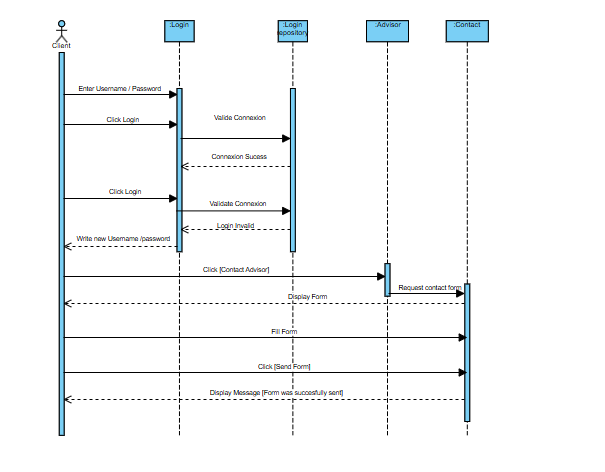 :Login
:Login
repository
:Advisor
:Contact
Client
Enter Username / Password
Click Login
Valide Connexion
Connexion Sucess
Click Login
Validate Connexion
Login Invalid
Write new Username /password
Click [Contact Advisor]
Request contact form
Display Form
Fill Form
Click [Send Form]
Display Message [Form was succesfully sent]